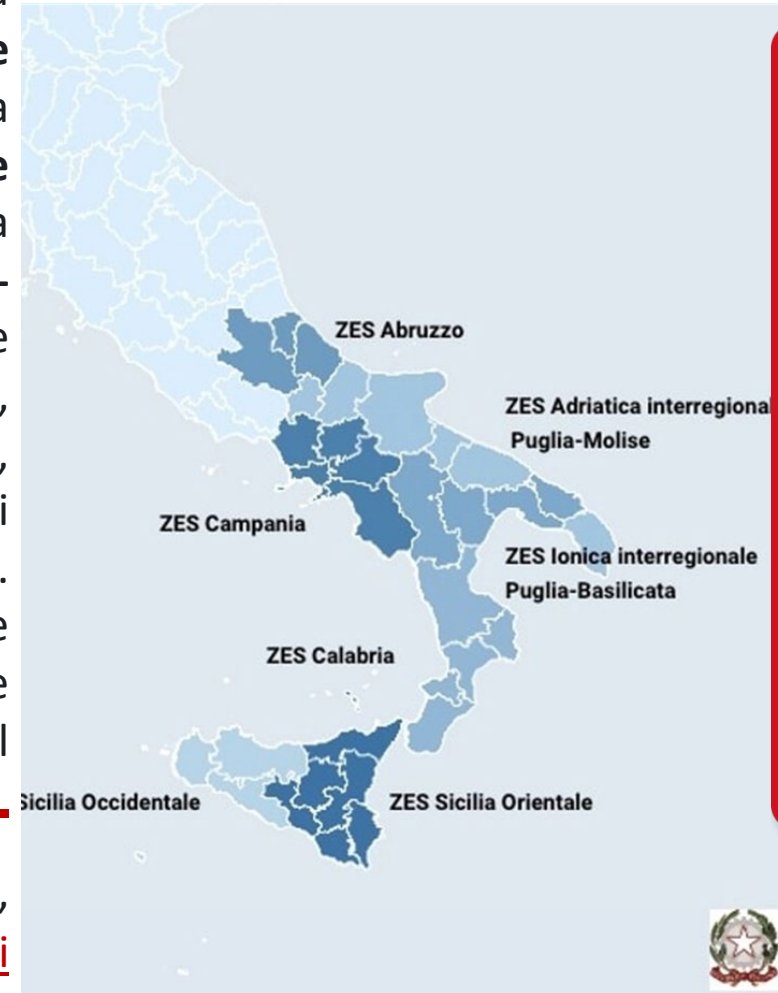 ZES Abruzzo
ZES Adriatica interregional
Puglia-Molise
ZES Campania
ZES Ionica interregionale
Puglia-Basilicata
ZES Calabria
Sicilia Occidentale
ZES Sicilia Orientale